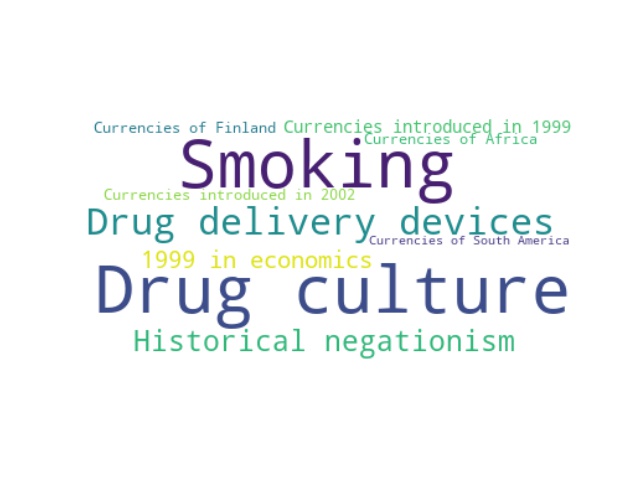 Currencies of Finland
Currencies introduced in 1999
Currencies of Africa
Smoking
Currencies introduced in 2002
Drug delivery devices
Currencies of South America
1999 in economics
Drug culture
Historical negationism